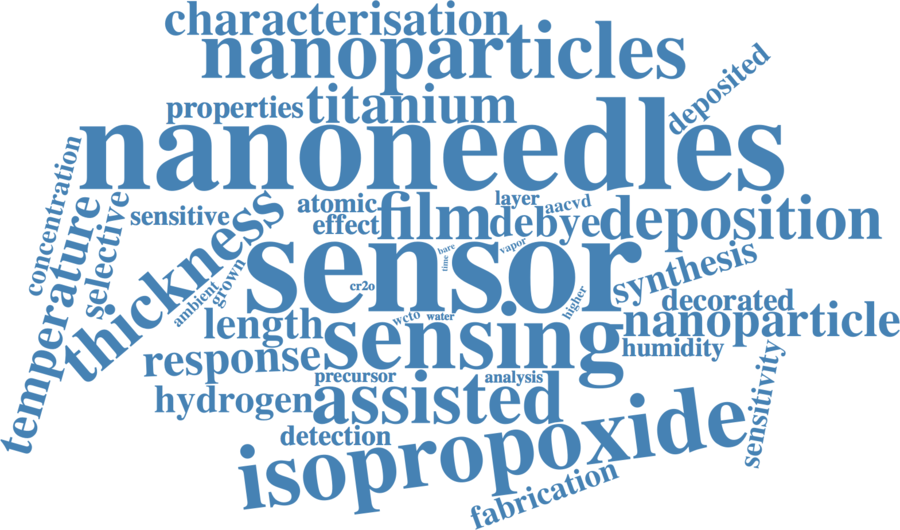 characterisation
nanoparticles
deposited
properties
titanium
nanoneedles
concentration
temperature
selective
sensitive
thickness
atomic
effect
film
layer
aacvd
debye
deposition
sensor
bare
time
vapor
synthesis
ambient
grown
cr2o
higher
decorated
length
wcto
water
sensing
nanoparticle
response
humidity
precursor
analysis
sensitivity
hydrogen
assisted
detection
isopropoxide
fabrication